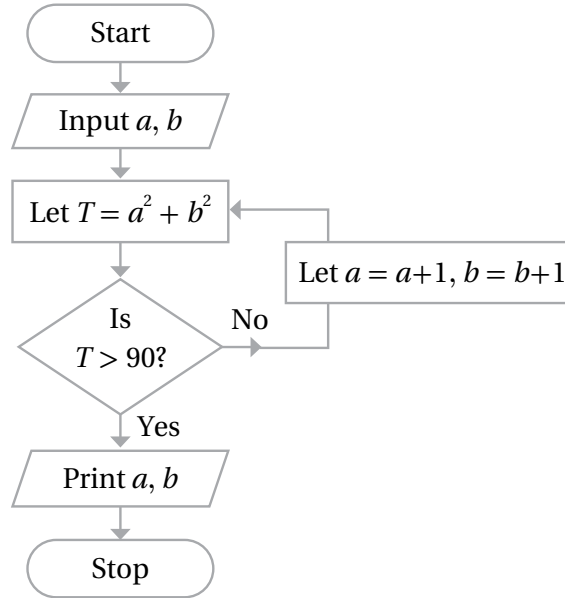 Start
Input a, b
Let T = a² + b²
Let a = a+1, b = b+1
Is
T > 90?
No
Yes
Print a, b
Stop